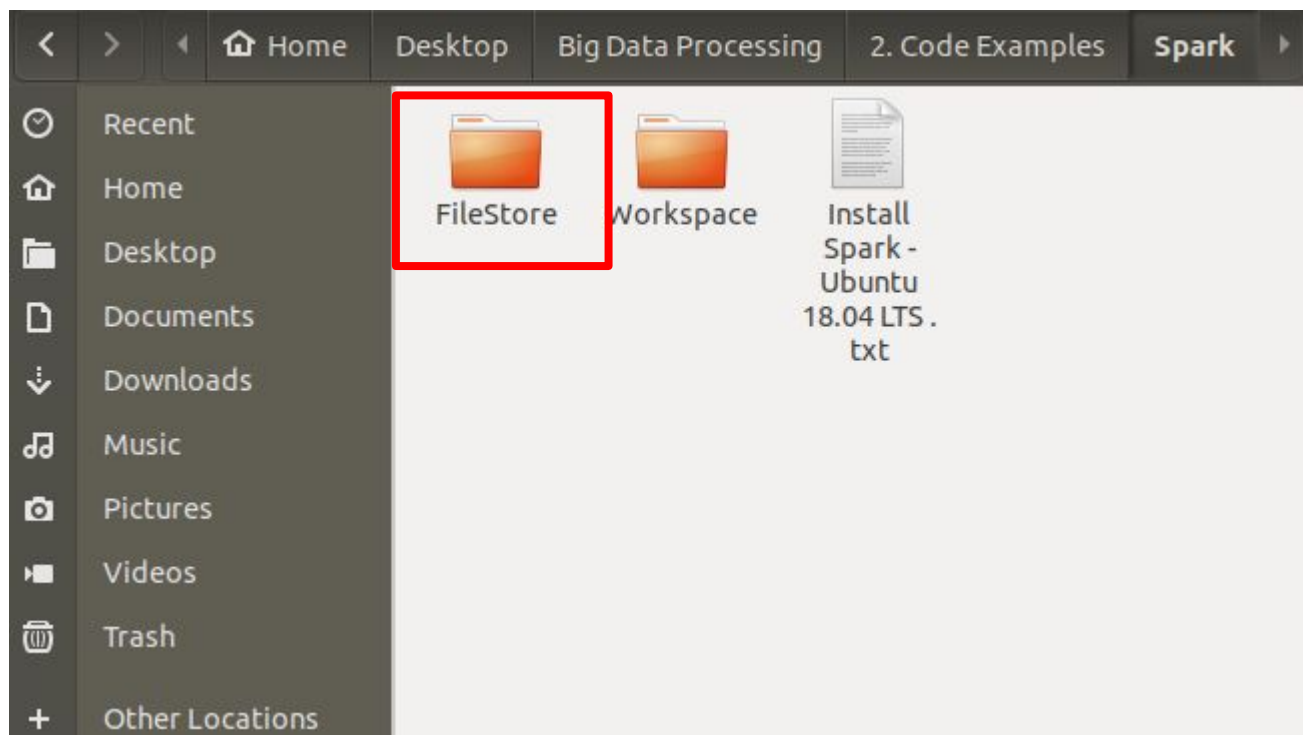 Home Desktop Big Data Processing 2. Code Examples Spark
Recent
Home
Desktop
Documents
Downloads
Music
Pictures
Videos
Trash
Other Locations
FileStore
Workspace
Install
Spark -
Ubuntu
18.04 LTS .
txt